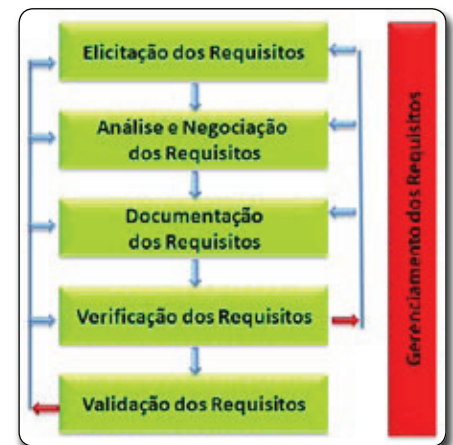 Elicitação dos Requisitos
Análise e Negociação
dos Requisitos
Documentação
dos Requisitos
Verificação dos Requisitos
Validação dos Requisitos
Gerenciamento dos Requisitos